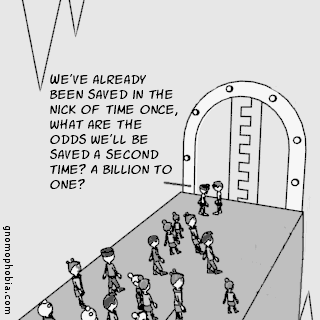 WE'VE ALREADY
BEEN SAVED IN THE
NICK OF TIME ONCE,
WHAT ARE THE
ODDS WE'LL BE
SAVED A SECOND
TIME? A BILLION TO
ONE?
gnomophobia.com